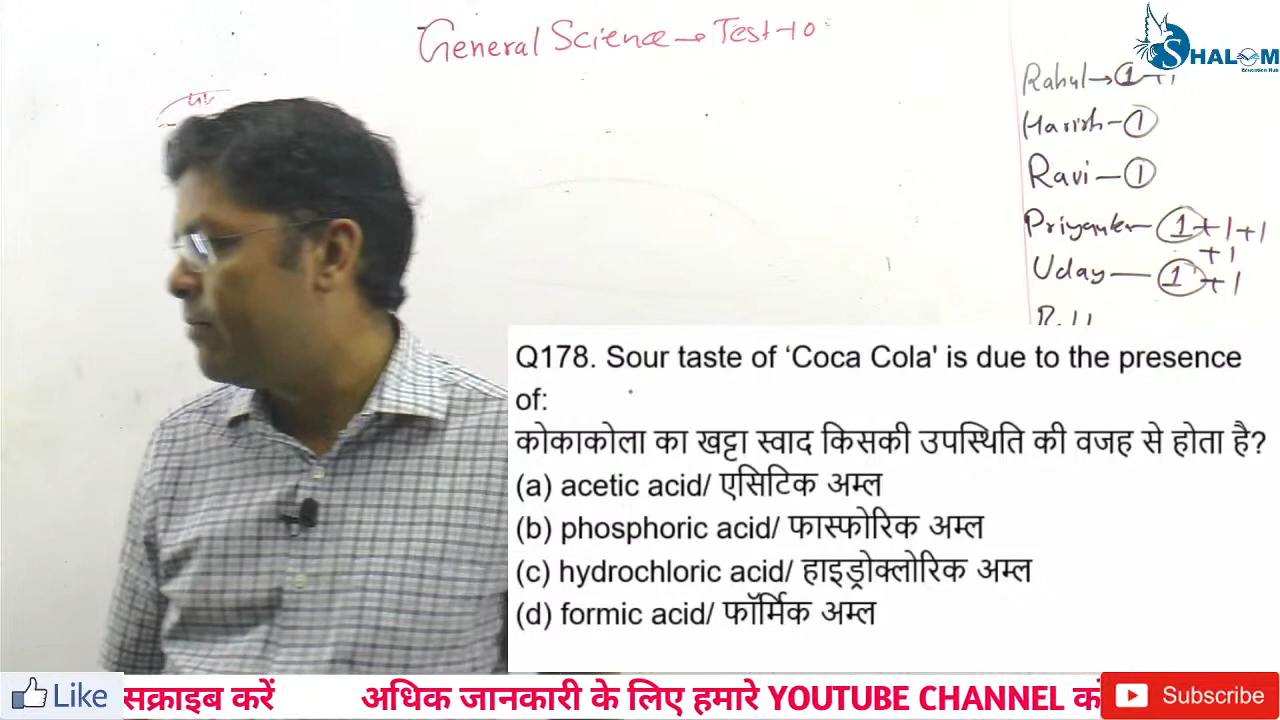 General Science → Test-10
SHALOM
Education Hub
Rahul → 1 +1
Harish - 1
Ravi - 1
Priyanka - 1 +1 +1
+1
Uday - 1 +1
Q178. Sour taste of ‘Coca Cola' is due to the presence
of:
कोकाकोला का खट्टा स्वाद किसकी उपस्थिति की वजह से होता है?
(a) acetic acid/ एसिटिक अम्ल
(b) phosphoric acid/ फास्फोरिक अम्ल
(c) hydrochloric acid/ हाइड्रोक्लोरिक अम्ल
(d) formic acid/ फॉर्मिक अम्ल
Like सक्राइब करें अधिक जानकारी के लिए हमारे YOUTUBE CHANNEL Subscribe